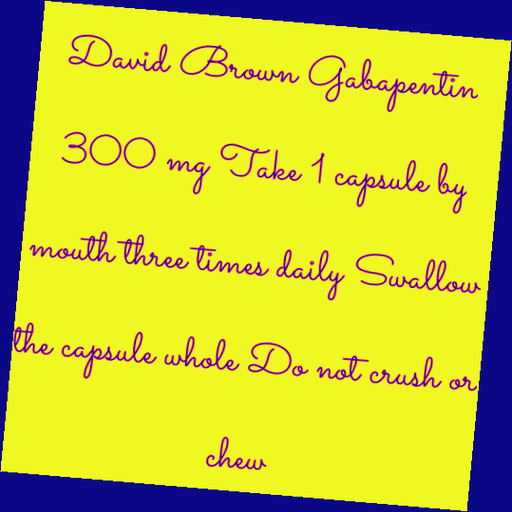 David Brown Gabapentin
300 mg Take 1 capsule by
mouth three times daily Swallow
the capsule whole Do not crush or
chew